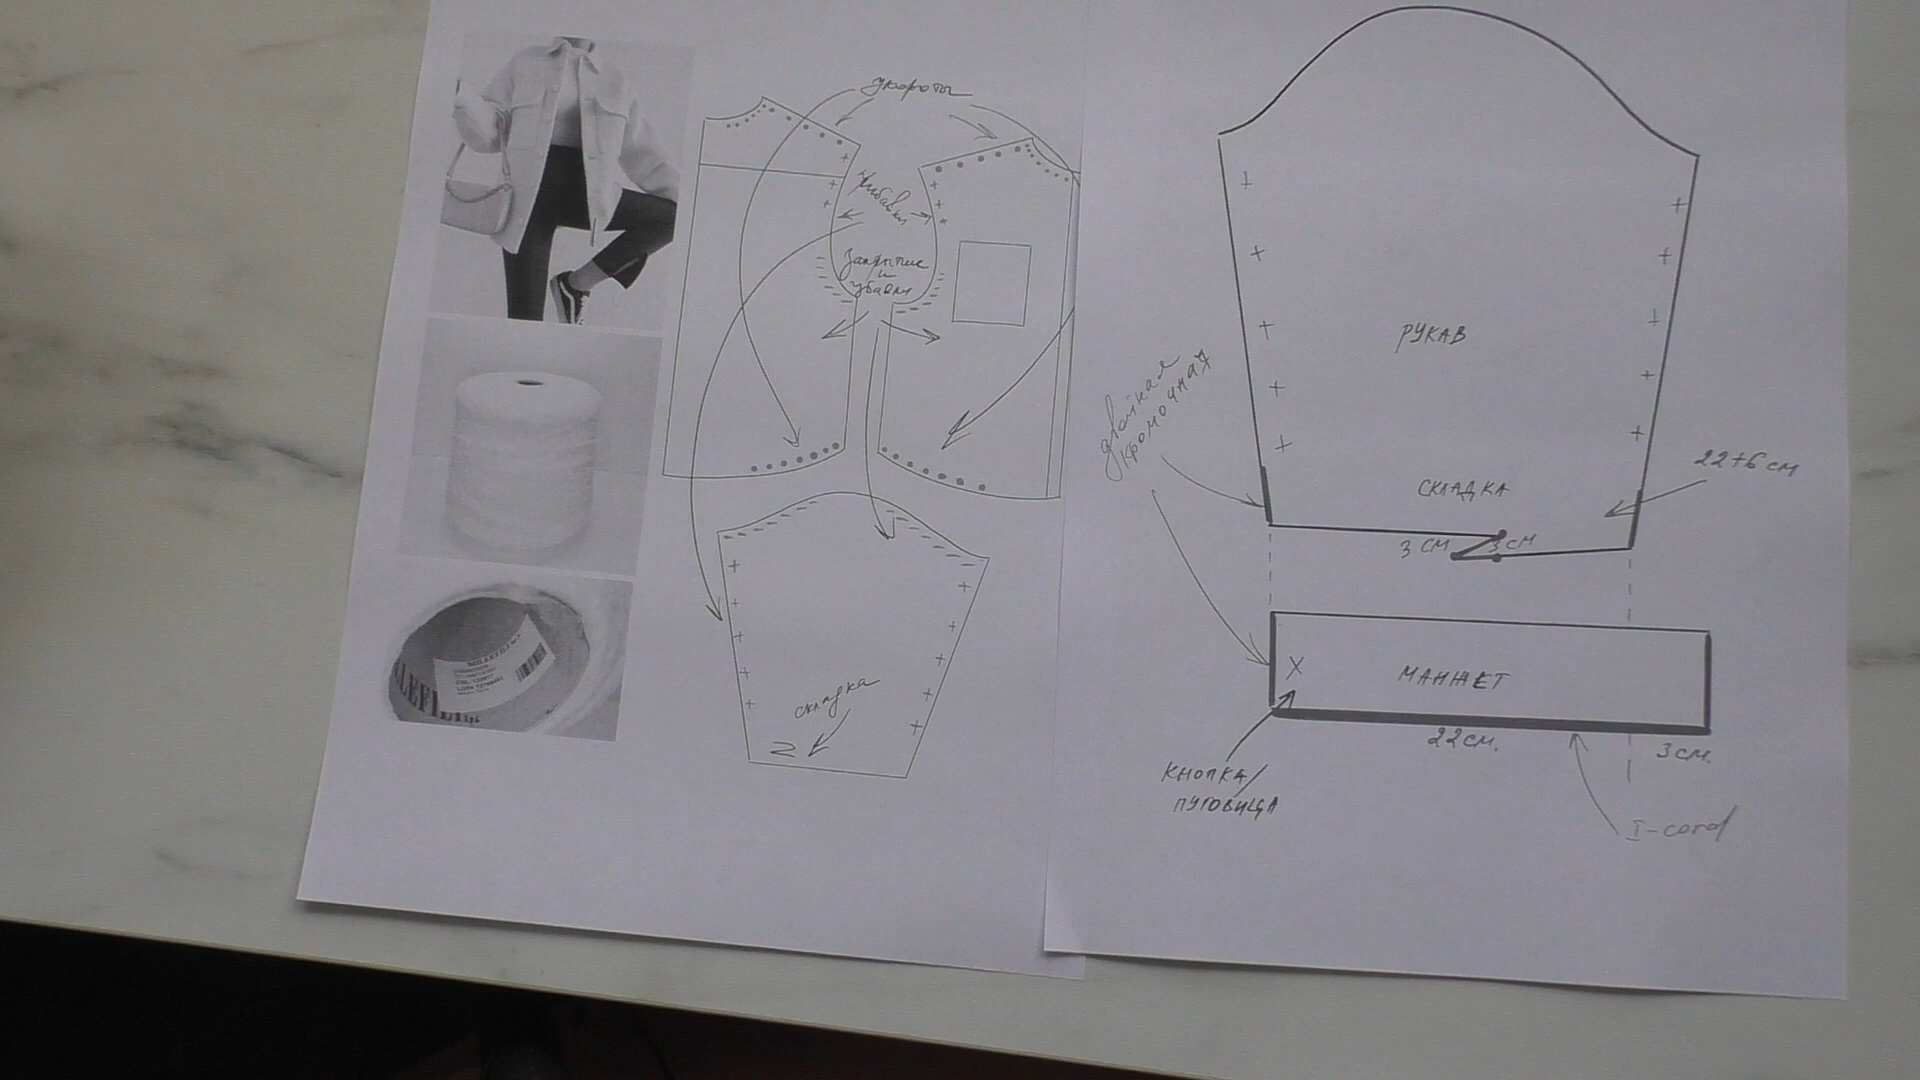 укороты
прибавки
Закрытие
и
убавки
складка
РУКАВ
двойная
кромочная
СКЛАДКА
22+6 см
3 см 3 см
МАНЖЕТ
X
22 см.
3 см.
КНОПКА/
ПУГОВИЦА
I-cord
MILLEFILI